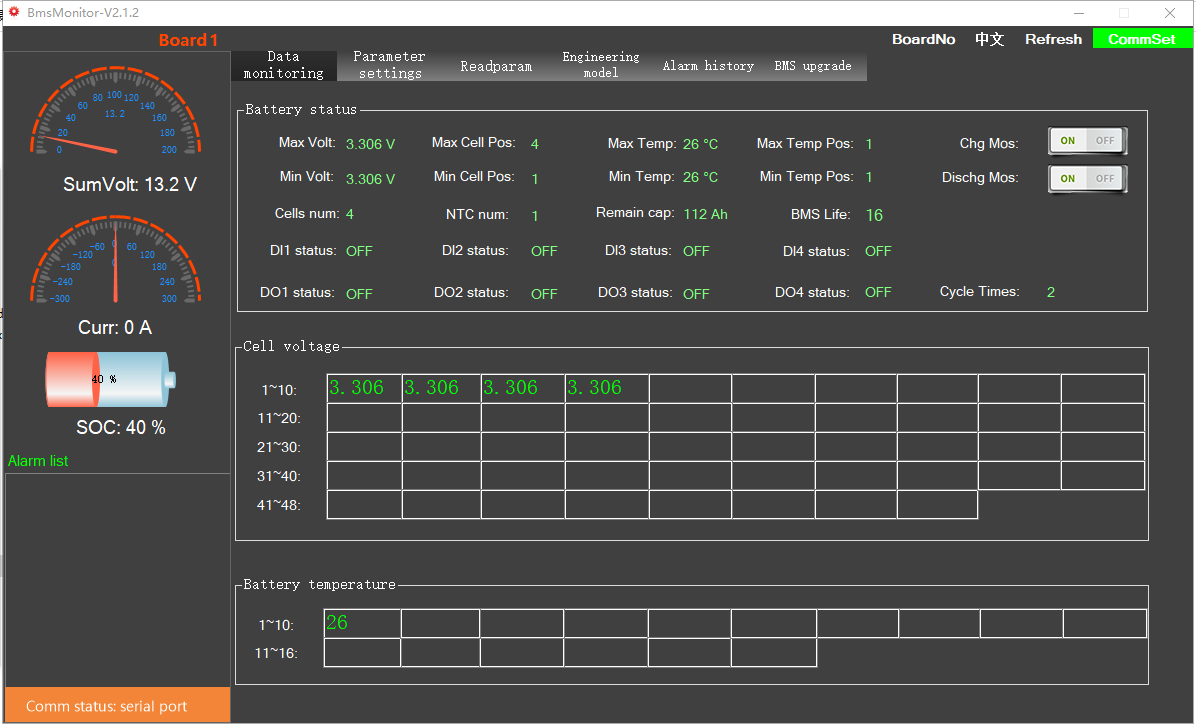 BmsMonitor-V2.1.2
Board 1
BoardNo 中文 Refresh CommSet
Data monitoring
Parameter settings
Readparam
Engineering model
Alarm history
BMS upgrade
0 20 40 60 80 100 120 140 160 180 200
13.2
SumVolt: 13.2 V
-300 -240 -180 -120 -60 0 60 120 180 240 300
0
Curr: 0 A
40 %
SOC: 40 %
Alarm list
Comm status: serial port
Battery status
Max Volt: 3.306 V Max Cell Pos: 4 Max Temp: 26 °C Max Temp Pos: 1 Chg Mos: ON OFF
Min Volt: 3.306 V Min Cell Pos: 1 Min Temp: 26 °C Min Temp Pos: 1 Dischg Mos: ON OFF
Cells num: 4 NTC num: 1 Remain cap: 112 Ah BMS Life: 16
DI1 status: OFF DI2 status: OFF DI3 status: OFF DI4 status: OFF
DO1 status: OFF DO2 status: OFF DO3 status: OFF DO4 status: OFF Cycle Times: 2
Cell voltage
1~10: 3.306 3.306 3.306 3.306
11~20:
21~30:
31~40:
41~48:
Battery temperature
1~10: 26
11~16: